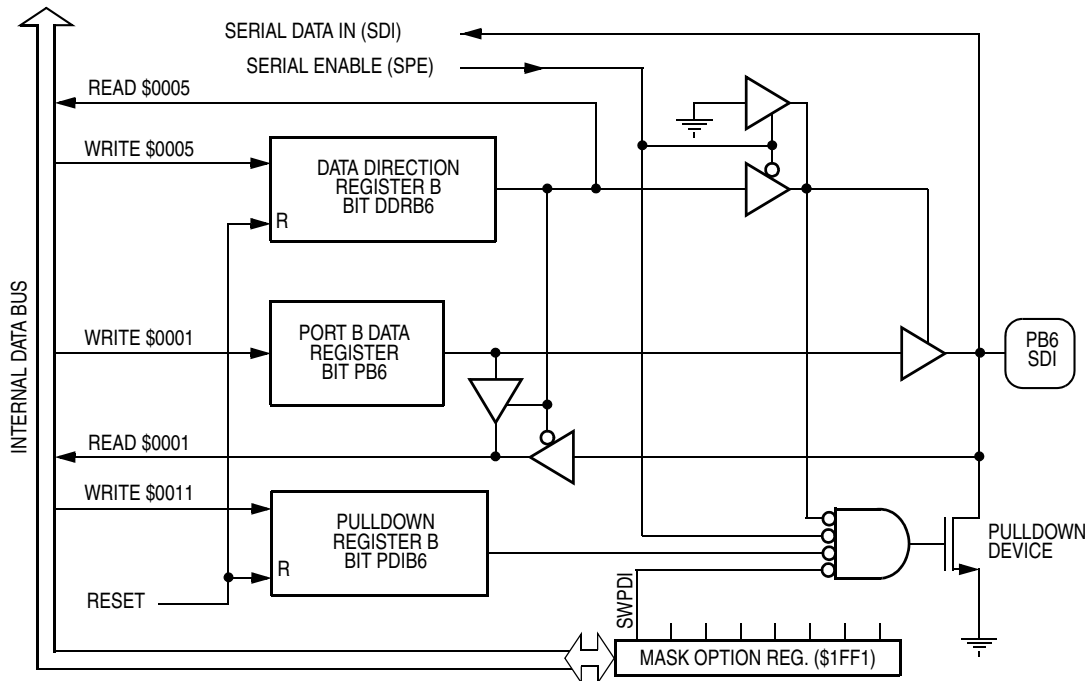 SERIAL DATA IN (SDI)
SERIAL ENABLE (SPE)
READ $0005
WRITE $0005
DATA DIRECTION
REGISTER B
BIT DDRB6
R
INTERNAL DATA BUS
WRITE $0001
PORT B DATA
REGISTER
BIT PB6
PB6
SDI
READ $0001
WRITE $0011
PULLDOWN
REGISTER B
BIT PDIB6
R
PULLDOWN
DEVICE
RESET
SWPDI
MASK OPTION REG. ($1FF1)